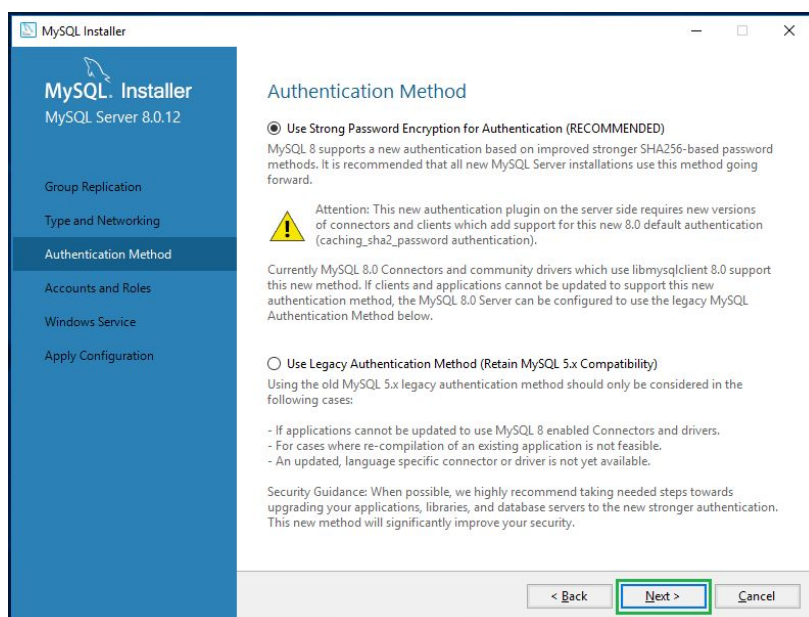 MySQL Installer
MySQL. Installer
MySQL Server 8.0.12
Group Replication
Type and Networking
Authentication Method
Accounts and Roles
Windows Service
Apply Configuration
Authentication Method
Use Strong Password Encryption for Authentication (RECOMMENDED)
MySQL 8 supports a new authentication based on improved stronger SHA256-based password
methods. It is recommended that all new MySQL Server installations use this method going
forward.
Attention: This new authentication plugin on the server side requires new versions
of connectors and clients which add support for this new 8.0 default authentication
(caching_sha2_password authentication).
Currently MySQL 8.0 Connectors and community drivers which use libmysqlclient 8.0 support
this new method. If clients and applications cannot be updated to support this new
authentication method, the MySQL 8.0 Server can be configured to use the legacy MySQL
Authentication Method below.
Use Legacy Authentication Method (Retain MySQL 5.x Compatibility)
Using the old MySQL 5.x legacy authentication method should only be considered in the
following cases:
- If applications cannot be updated to use MySQL 8 enabled Connectors and drivers.
- For cases where re-compilation of an existing application is not feasible.
- An updated, language specific connector or driver is not yet available.
Security Guidance: When possible, we highly recommend taking needed steps towards
upgrading your applications, libraries, and database servers to the new stronger authentication.
This new method will significantly improve your security.
< Back
Next >
Cancel